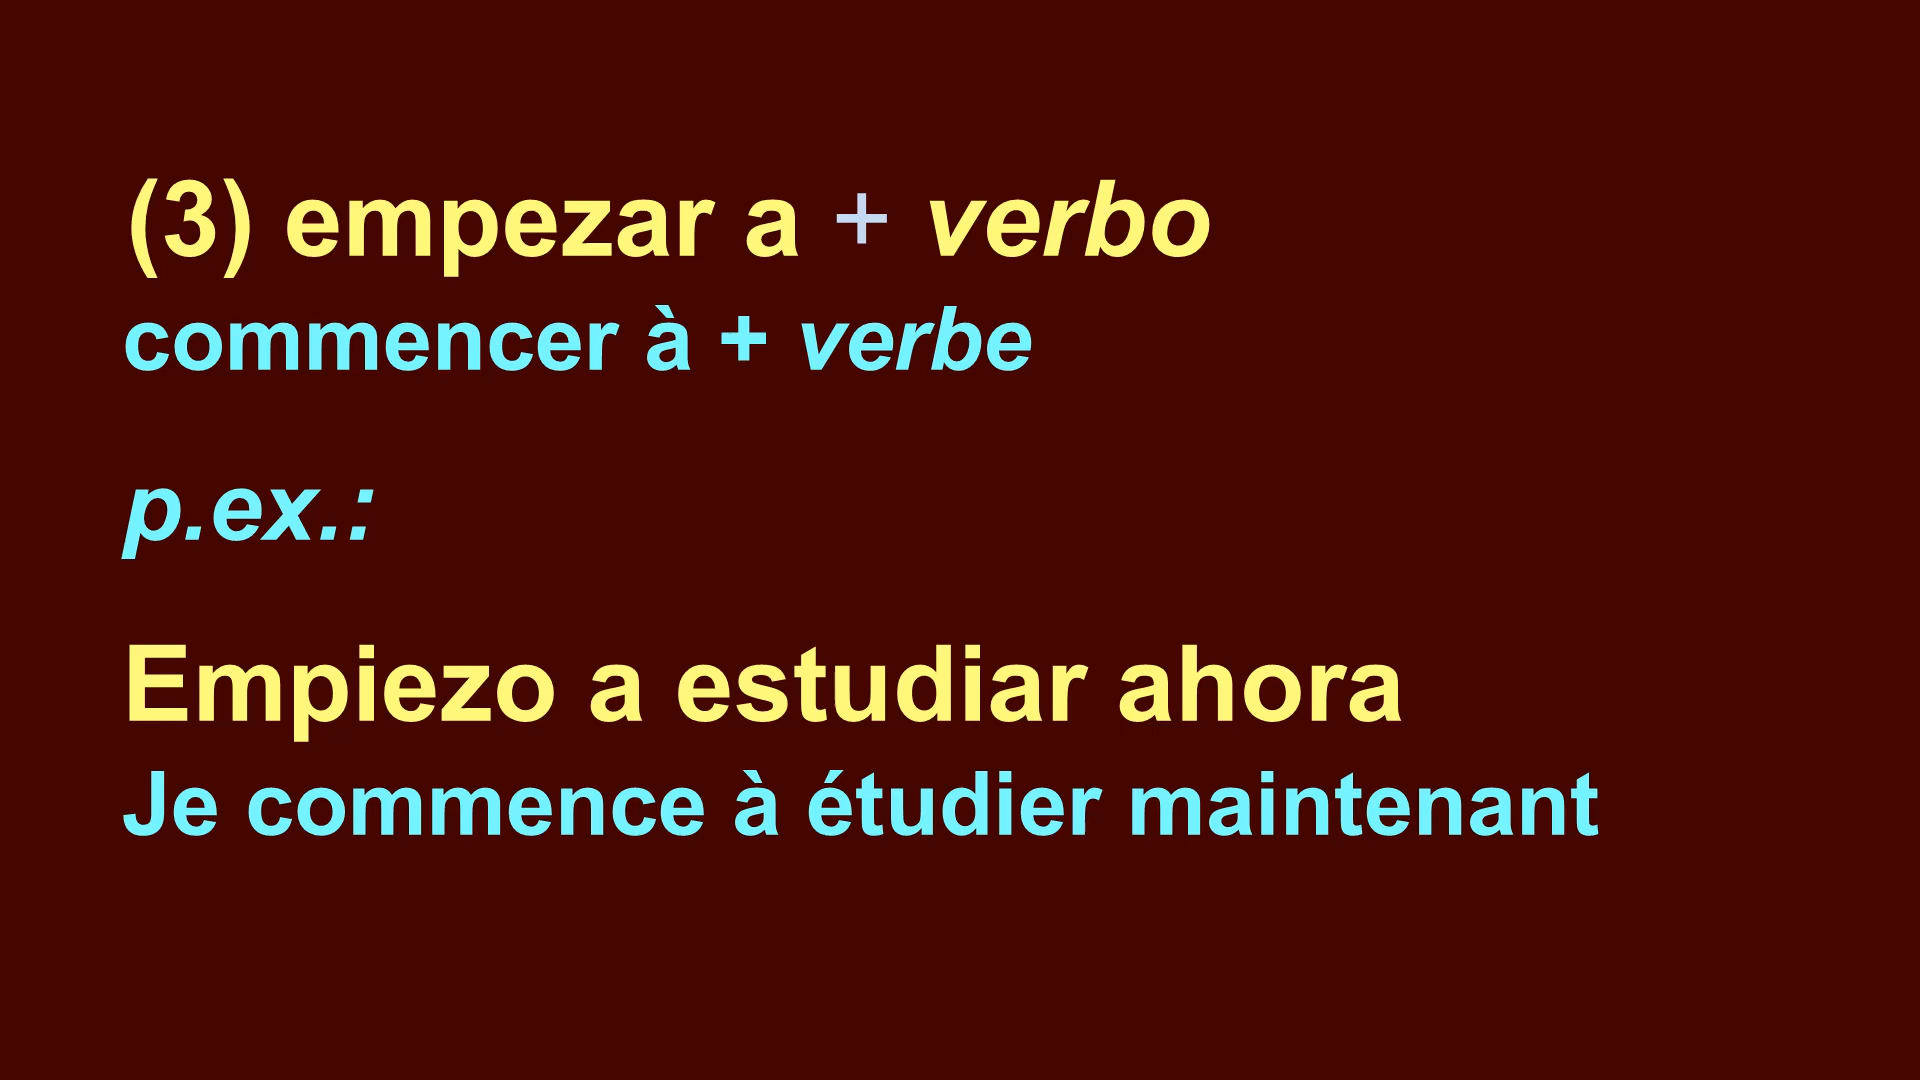 (3) empezar a + verbo
commencer à + verbe
p.ex.:
Empiezo a estudiar ahora
Je commence à étudier maintenant